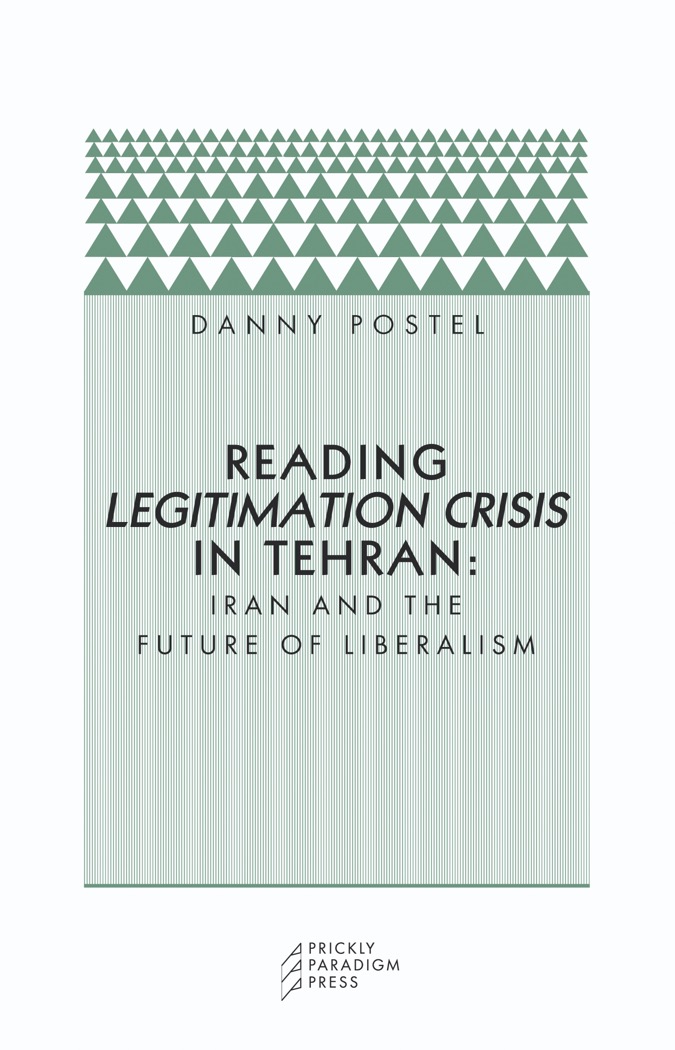 DANNY POSTEL
READING
LEGITIMATION CRISIS
IN TEHRAN:
IRAN AND THE
FUTURE OF LIBERALISM
PRICKLY
PARADIGM
PRESS